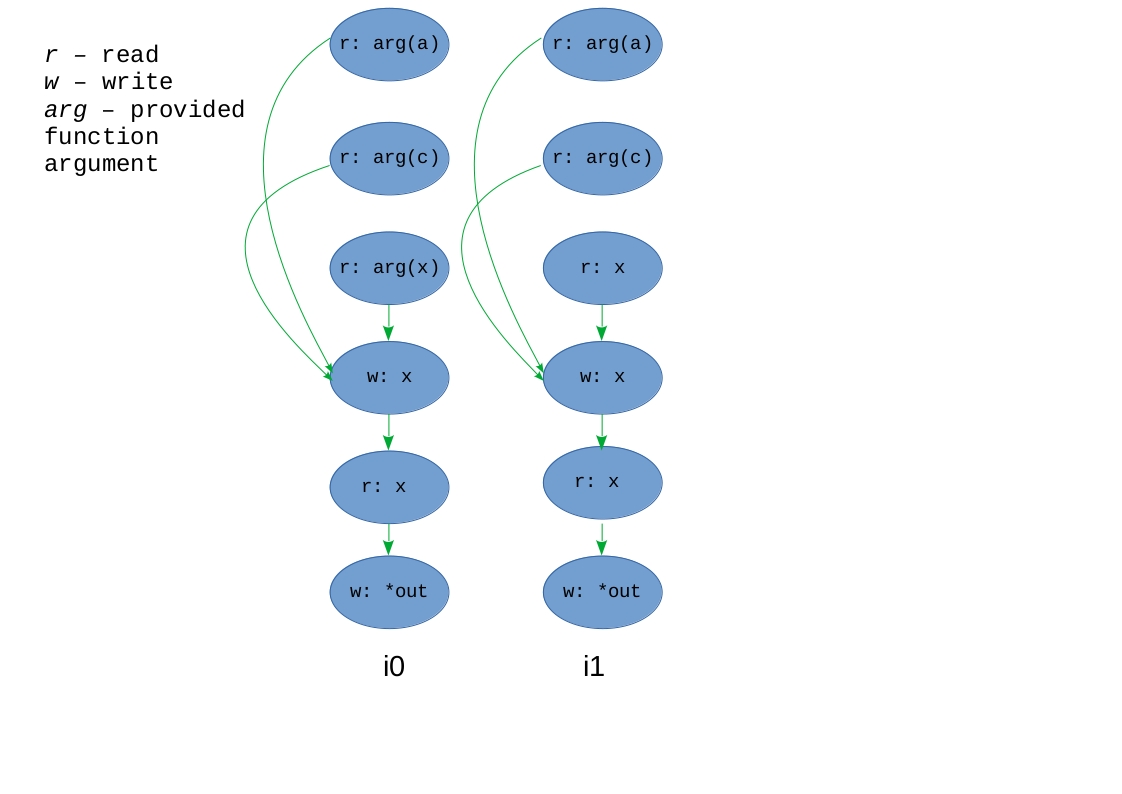 r – read
w – write
arg – provided
function
argument
r: arg(a)
r: arg(c)
r: arg(x)
w: x
r: x
w: *out
i0
r: arg(a)
r: arg(c)
r: x
w: x
r: x
w: *out
i1